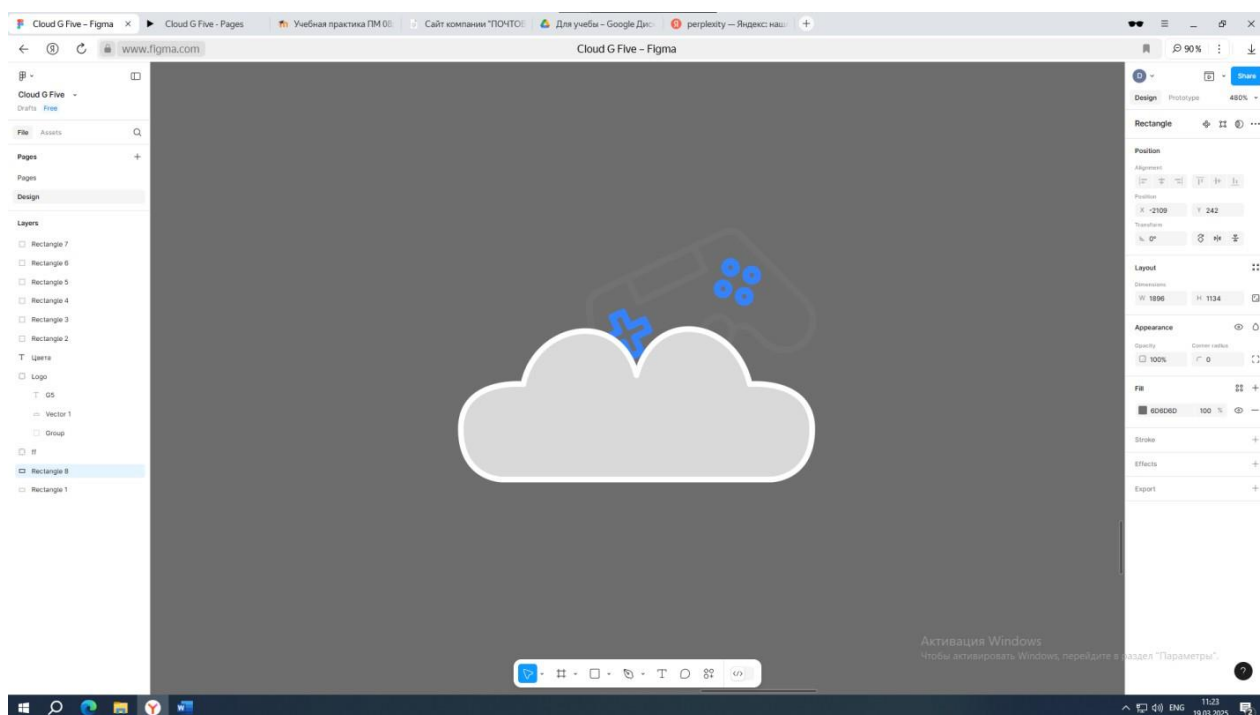 Cloud G Five – Figma
Cloud G Five - Pages
Учебная практика ПМ 08.
Сайт компании "ПОЧТОВ
Для учебы – Google Дис
perplexity — Яндекс: наш
www.figma.com
Cloud G Five – Figma
90 %
Cloud G Five
Drafts Free
File Assets
Pages
Pages
Design
Layers
Rectangle 7
Rectangle 6
Rectangle 5
Rectangle 4
Rectangle 3
Rectangle 2
T Цвета
Logo
T G5
Vector 1
Group
ff
Rectangle 8
Rectangle 1
D
Share
Design Prototype 460%
Rectangle
Position
Alignment
Position
X -2109 Y 242
Transform
0°
Layout
Dimensions
W 1896 H 1134
Appearance
Opacity Corner radius
100% 0
Fill
6D6D6D 100 %
Stroke
Effects
Export
Активация Windows
Чтобы активировать Windows, перейдите в раздел "Параметры".
ENG
11:23
19.03.2025